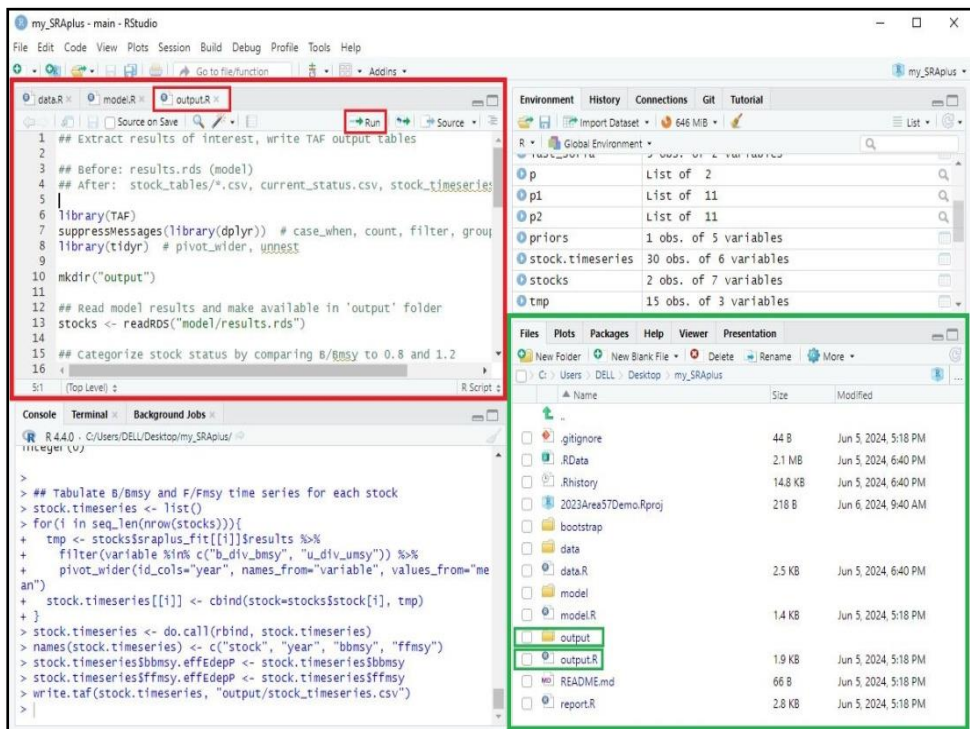 my_SRAplus - main - RStudio
File Edit Code View Plots Session Build Debug Profile Tools Help
Go to file/function Addins my_SRAplus
data.R model.R output.R
Source on Save Run Source
1 ## Extract results of interest, write TAF output tables
2
3 ## Before: results.rds (model)
4 ## After: stock_tables/*.csv, current_status.csv, stock_timeseries
5
6 library(TAF)
7 suppressMessages(library(dplyr)) # case_when, count, filter, group
8 library(tidyr) # pivot_wider, unnest
9
10 mkdir("output")
11
12 ## Read model results and make available in 'output' folder
13 stocks <- readRDS("model/results.rds")
14
15 ## Categorize stock status by comparing B/Bmsy to 0.8 and 1.2
16
5:1 (Top Level) R Script
Console Terminal Background Jobs
R 4.4.0 · C:/Users/DELL/Desktop/my_SRAplus/
integer(0)
>
> ## Tabulate B/Bmsy and F/Fmsy time series for each stock
> stock.timeseries <- list()
> for(i in seq_len(nrow(stocks))){
+ tmp <- stocks$sraplus_fit[[i]]$results %>%
+ filter(variable %in% c("b_div_bmsy", "u_div_umsy")) %>%
+ pivot_wider(id_cols="year", names_from="variable", values_from="me
an")
+ stock.timeseries[[i]] <- cbind(stock=stocks$stock[i], tmp)
+ }
> stock.timeseries <- do.call(rbind, stock.timeseries)
> names(stock.timeseries) <- c("stock", "year", "bbmsy", "ffmsy")
> stock.timeseries$bbmsy.effEdepP <- stock.timeseries$bbmsy
> stock.timeseries$ffmsy.effEdepP <- stock.timeseries$ffmsy
> write.taf(stock.timeseries, "output/stock_timeseries.csv")
>
Environment History Connections Git Tutorial
Import Dataset 646 MiB List
R Global Environment
p List of 2
p1 List of 11
p2 List of 11
priors 1 obs. of 5 variables
stock.timeseries 30 obs. of 6 variables
stocks 2 obs. of 7 variables
tmp 15 obs. of 3 variables
Files Plots Packages Help Viewer Presentation
New Folder New Blank File Delete Rename More
C: Users DELL Desktop my_SRAplus
Name Size Modified
..
.gitignore 44 B Jun 5, 2024, 5:18 PM
.RData 2.1 MB Jun 5, 2024, 6:40 PM
.Rhistory 14.8 KB Jun 5, 2024, 6:40 PM
2023Area57Demo.Rproj 218 B Jun 6, 2024, 9:40 AM
bootstrap
data
data.R 2.5 KB Jun 5, 2024, 6:40 PM
model
model.R 1.4 KB Jun 5, 2024, 5:18 PM
output
output.R 1.9 KB Jun 5, 2024, 5:18 PM
README.md 66 B Jun 5, 2024, 5:18 PM
report.R 2.8 KB Jun 5, 2024, 5:18 PM